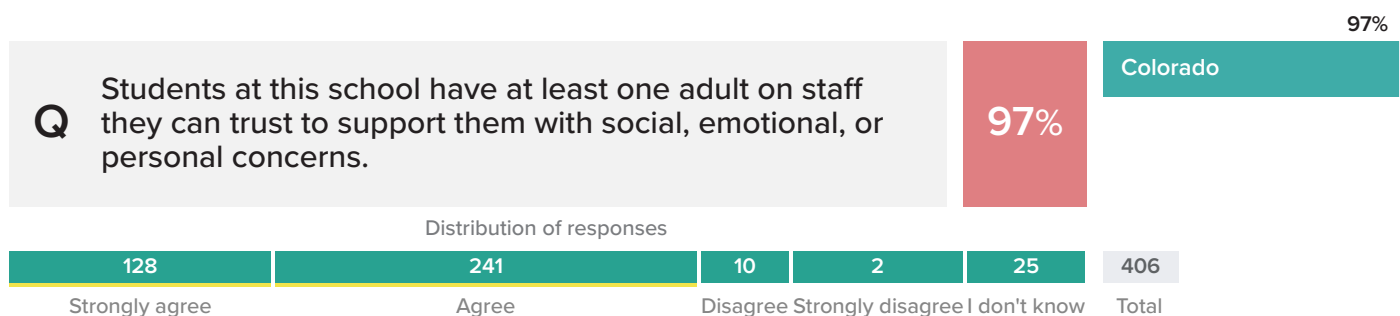 97%
Colorado
Q
Students at this school have at least one adult on staff
they can trust to support them with social, emotional, or
personal concerns.
97%
Distribution of responses
128 241 10 2 25 406
Strongly agree Agree Disagree Strongly disagree I don't know Total